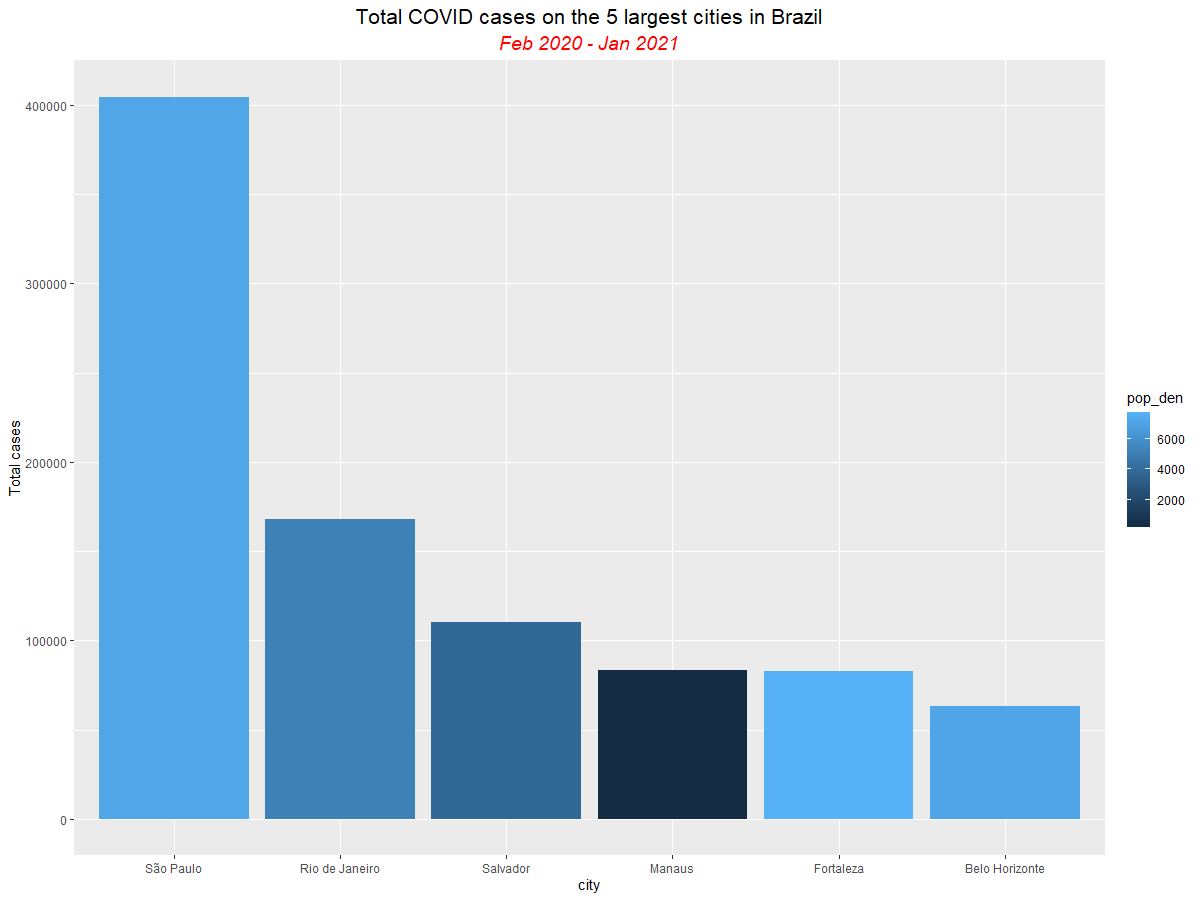 Total COVID cases on the 5 largest cities in Brazil
Feb 2020 - Jan 2021
Total cases
400000
300000
200000
100000
0
São Paulo
Rio de Janeiro
Salvador
Manaus
Fortaleza
Belo Horizonte
city
pop_den
6000
4000
2000